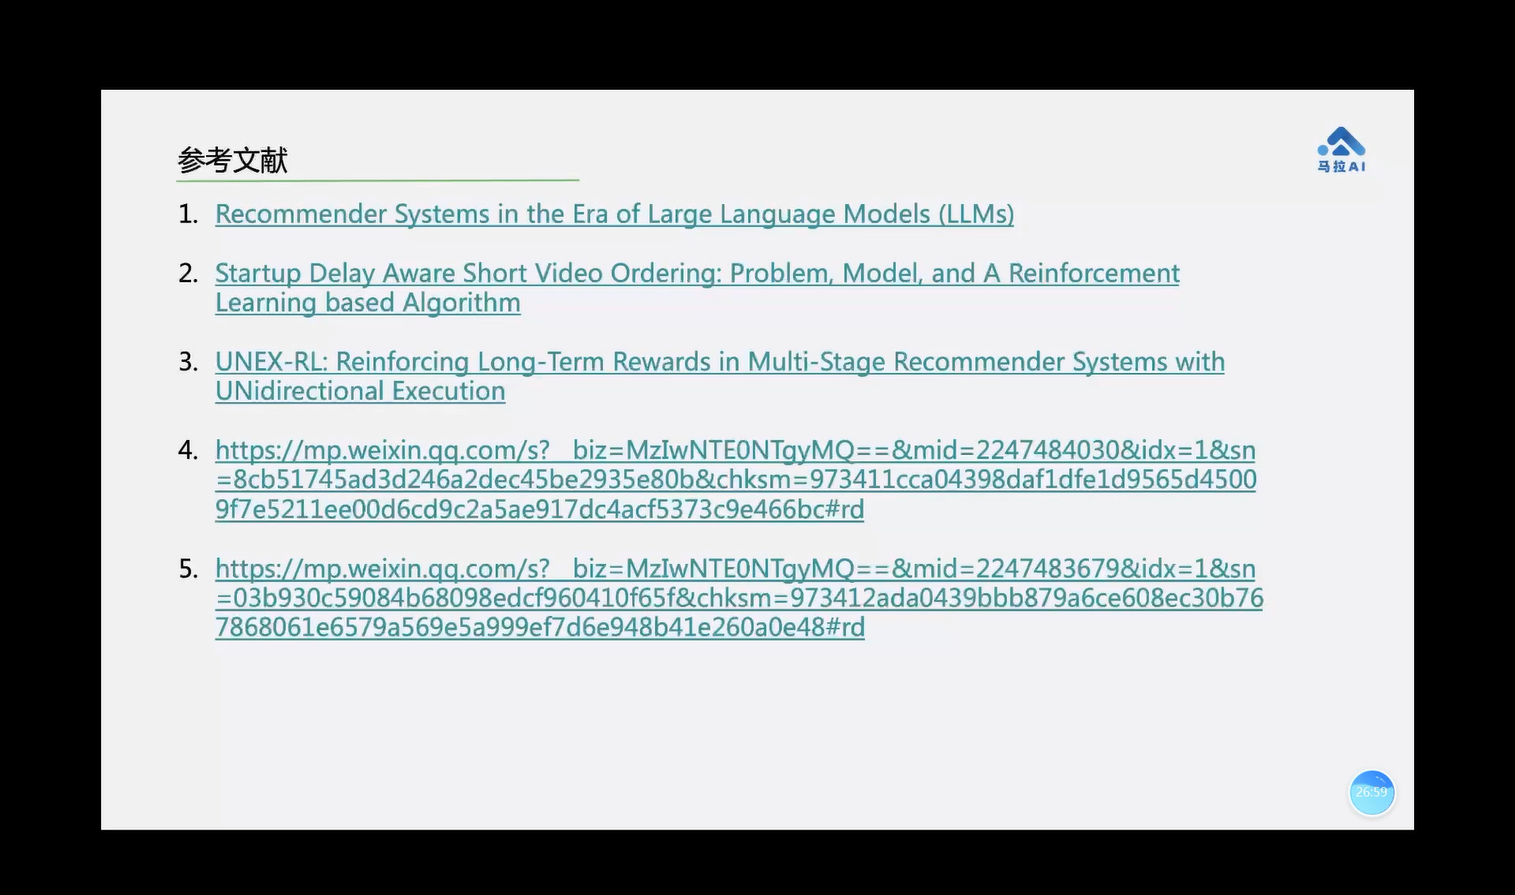 参考文献
马拉AI
1. Recommender Systems in the Era of Large Language Models (LLMs)
2. Startup Delay Aware Short Video Ordering: Problem, Model, and A Reinforcement
Learning based Algorithm
3. UNEX-RL: Reinforcing Long-Term Rewards in Multi-Stage Recommender Systems with
UNidirectional Execution
4. https://mp.weixin.qq.com/s?__biz=MzIwNTE0NTgyMQ==&mid=2247484030&idx=1&sn
=8cb51745ad3d246a2dec45be2935e80b&chksm=973411cca04398daf1dfe1d9565d4500
9f7e5211ee00d6cd9c2a5ae917dc4acf5373c9e466bc#rd
5. https://mp.weixin.qq.com/s?__biz=MzIwNTE0NTgyMQ==&mid=2247483679&idx=1&sn
=03b930c59084b68098edcf960410f65f&chksm=973412ada0439bbb879a6ce608ec30b76
7868061e6579a569e5a999ef7d6e948b41e260a0e48#rd
26:59